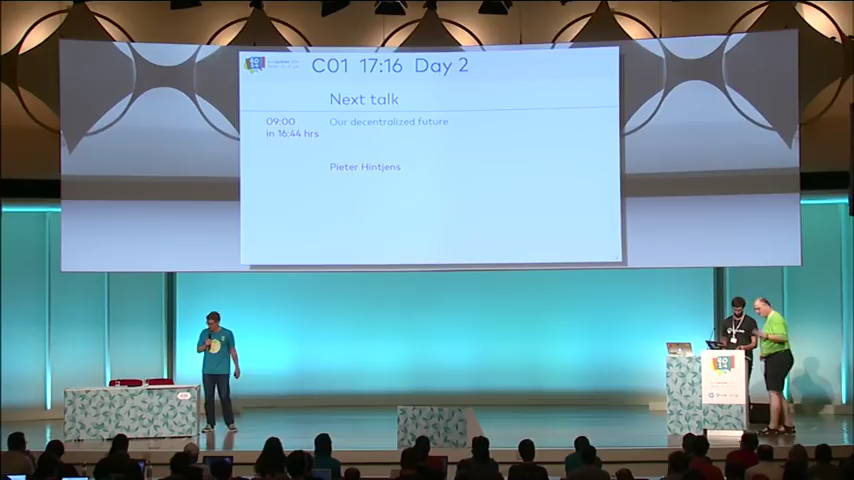 C01 17:16 Day 2
Next talk
09:00 Our decentralized future
in 16:44 hrs
Pieter Hintjens